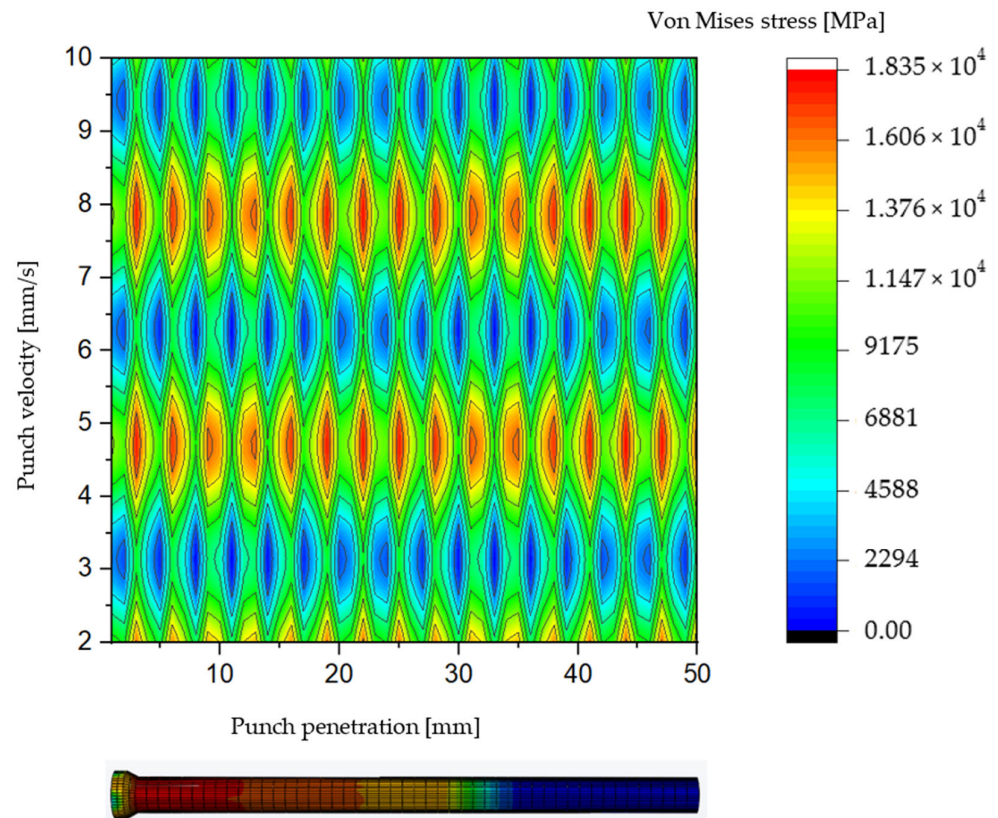 Von Mises stress [MPa]
10
9
8
7
6
5
4
3
2
Punch velocity [mm/s]
10 20 30 40 50
Punch penetration [mm]
1.835 × 10⁴
1.606 × 10⁴
1.376 × 10⁴
1.147 × 10⁴
9175
6881
4588
2294
0.00